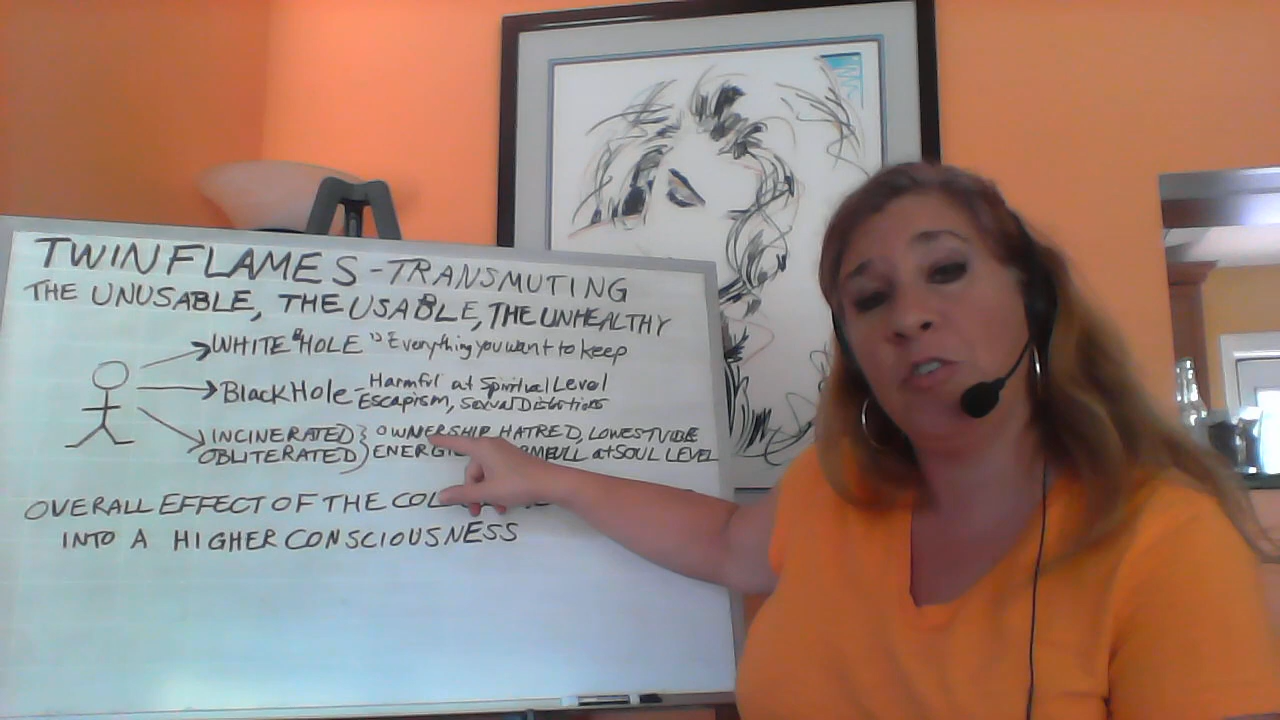 TWINFLAMES - TRANSMUTING
THE UNUSABLE, THE USABLE, THE UNHEALTHY
WHITE "HOLE" Everything you want to keep
Black Hole - Harmful at Spiritual Level
Escapism, Sexual Distortions
INCINERATED } OWNERSHIP HATRED, LOWEST VIBE
OBLITERATED } at SOUL LEVEL
OVERALL EFFECT OF THE
INTO A HIGHER CONSCIOUSNESS